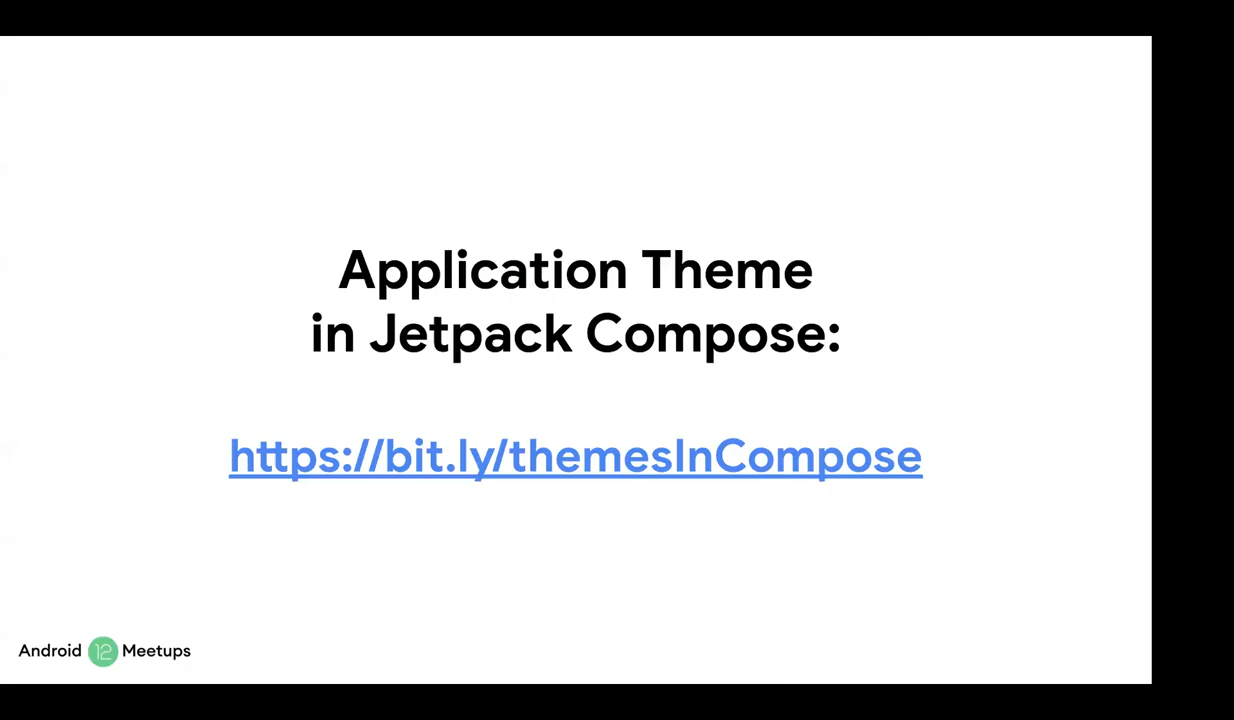 Application Theme
in Jetpack Compose:
https://bit.ly/themesInCompose
Android 12 Meetups